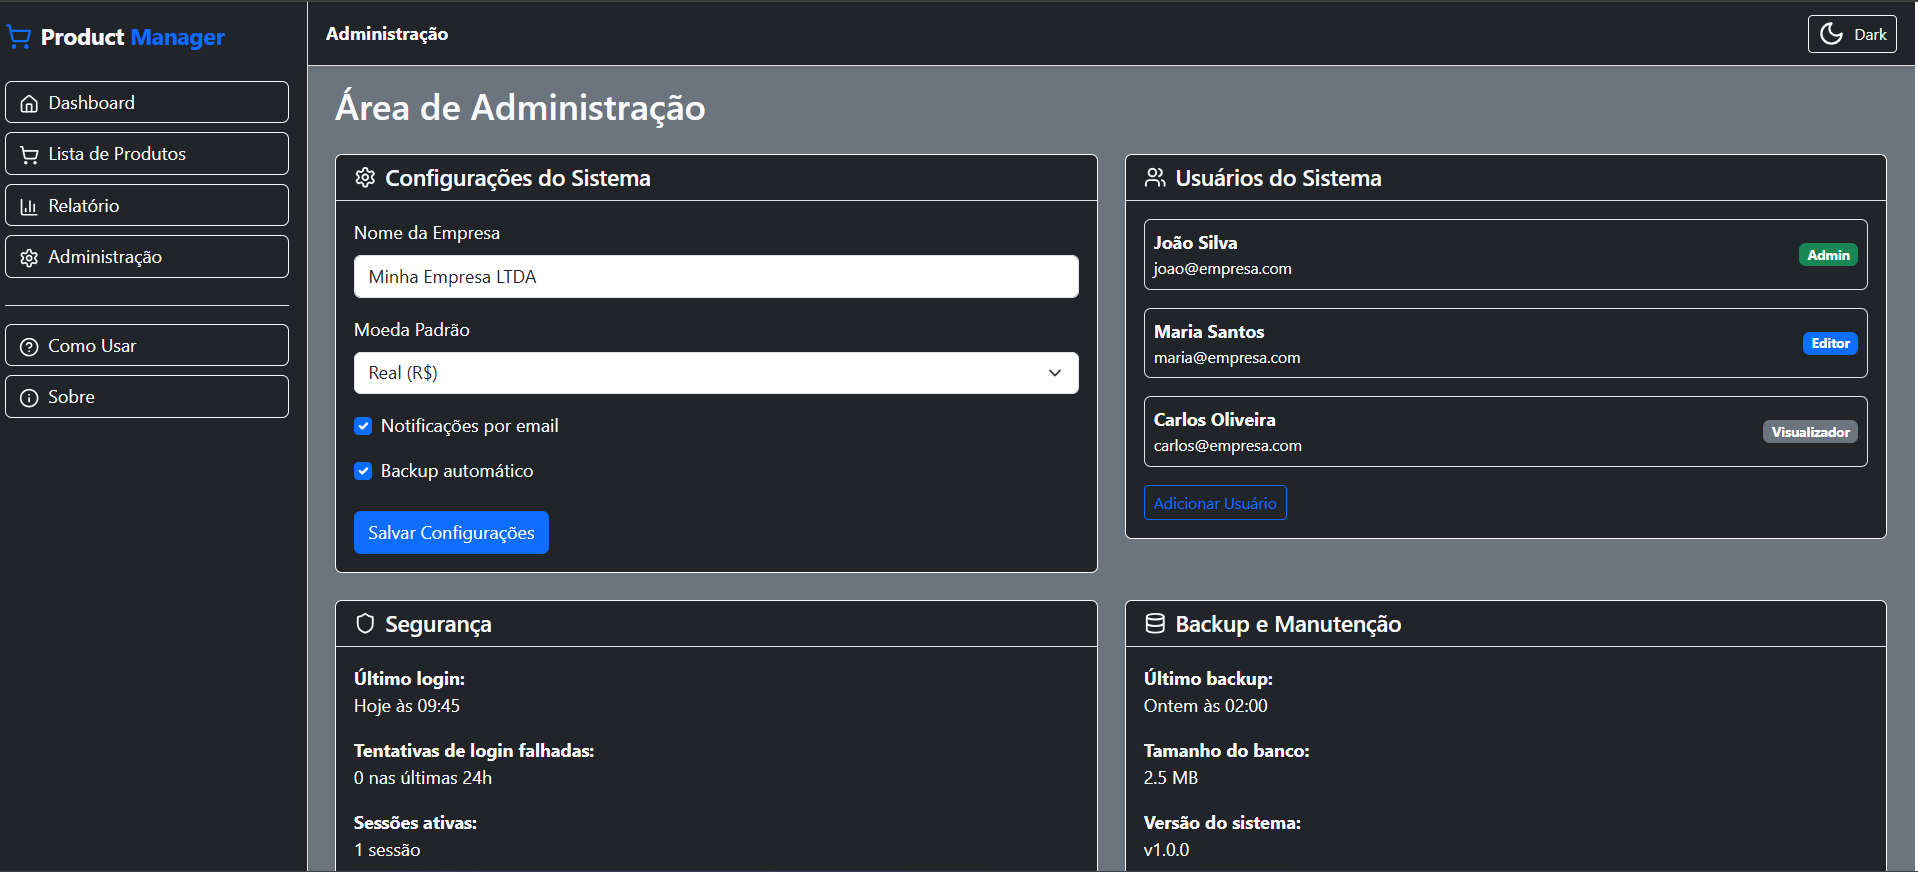 Product Manager
Dashboard
Lista de Produtos
Relatório
Administração
Como Usar
Sobre
Administração
Dark
Área de Administração
Configurações do Sistema
Nome da Empresa
Minha Empresa LTDA
Moeda Padrão
Real (R$)
Notificações por email
Backup automático
Salvar Configurações
Usuários do Sistema
João Silva
joao@empresa.com
Admin
Maria Santos
maria@empresa.com
Editor
Carlos Oliveira
carlos@empresa.com
Visualizador
Adicionar Usuário
Segurança
Último login:
Hoje às 09:45
Tentativas de login falhadas:
0 nas últimas 24h
Sessões ativas:
1 sessão
Backup e Manutenção
Último backup:
Ontem às 02:00
Tamanho do banco:
2.5 MB
Versão do sistema:
v1.0.0